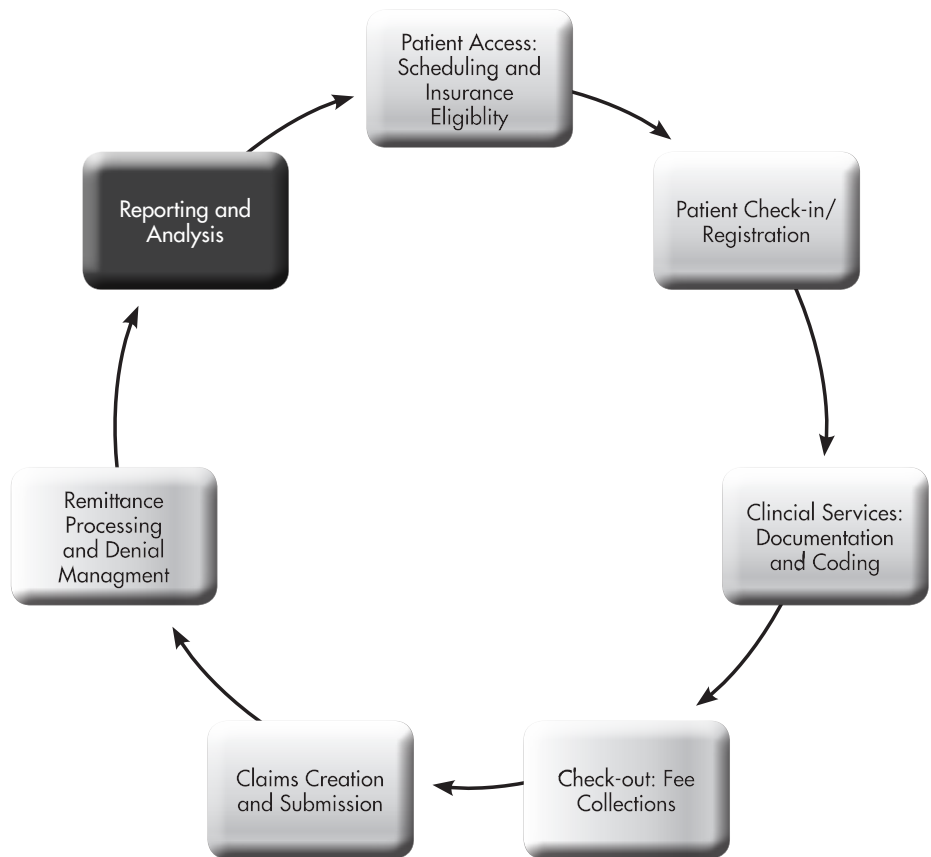 Patient Access:
Scheduling and
Insurance
Eligiblity
Patient Check-in/
Registration
Clincial Services:
Documentation
and Coding
Check-out: Fee
Collections
Claims Creation
and Submission
Remittance
Processing
and Denial
Managment
Reporting and
Analysis